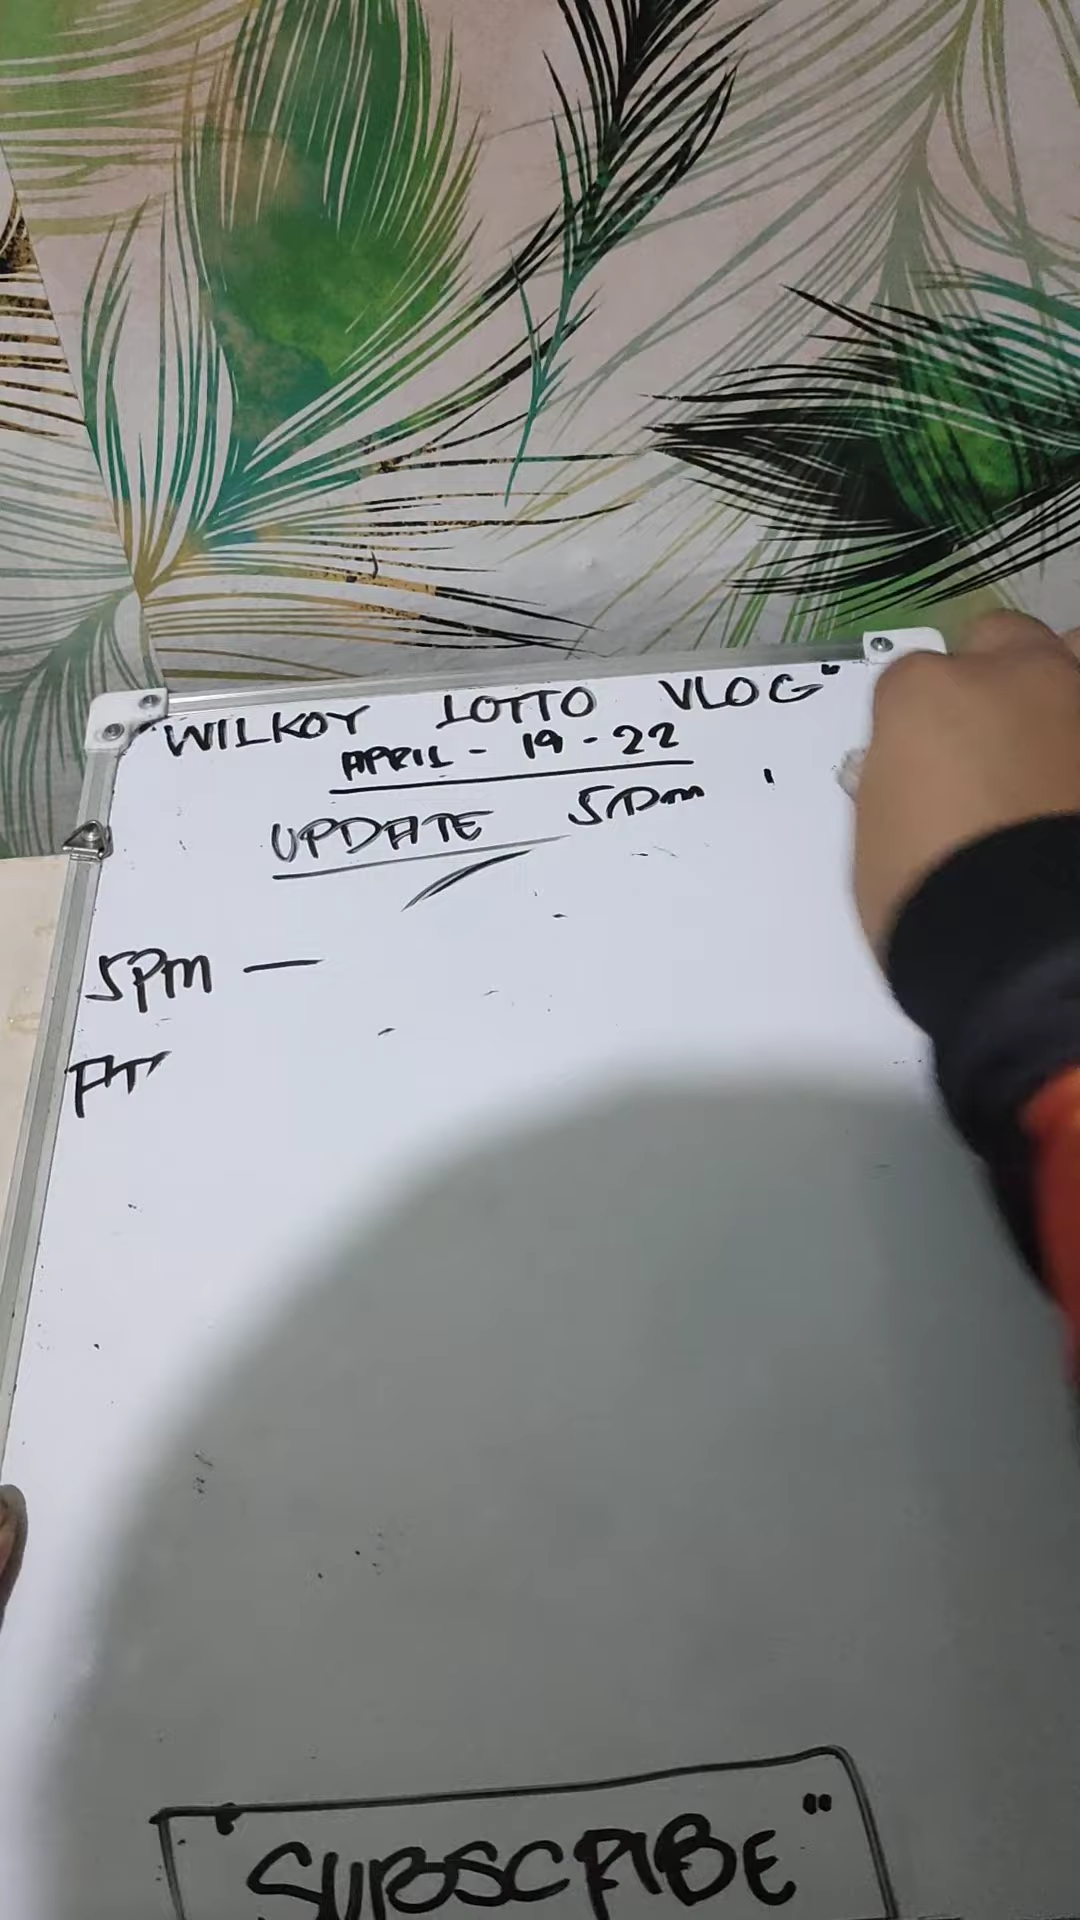 "WILKOY LOTTO VLOG"
APRIL - 19 - 22
UPDATE 5PM
5PM —
"SUBSCRIBE"